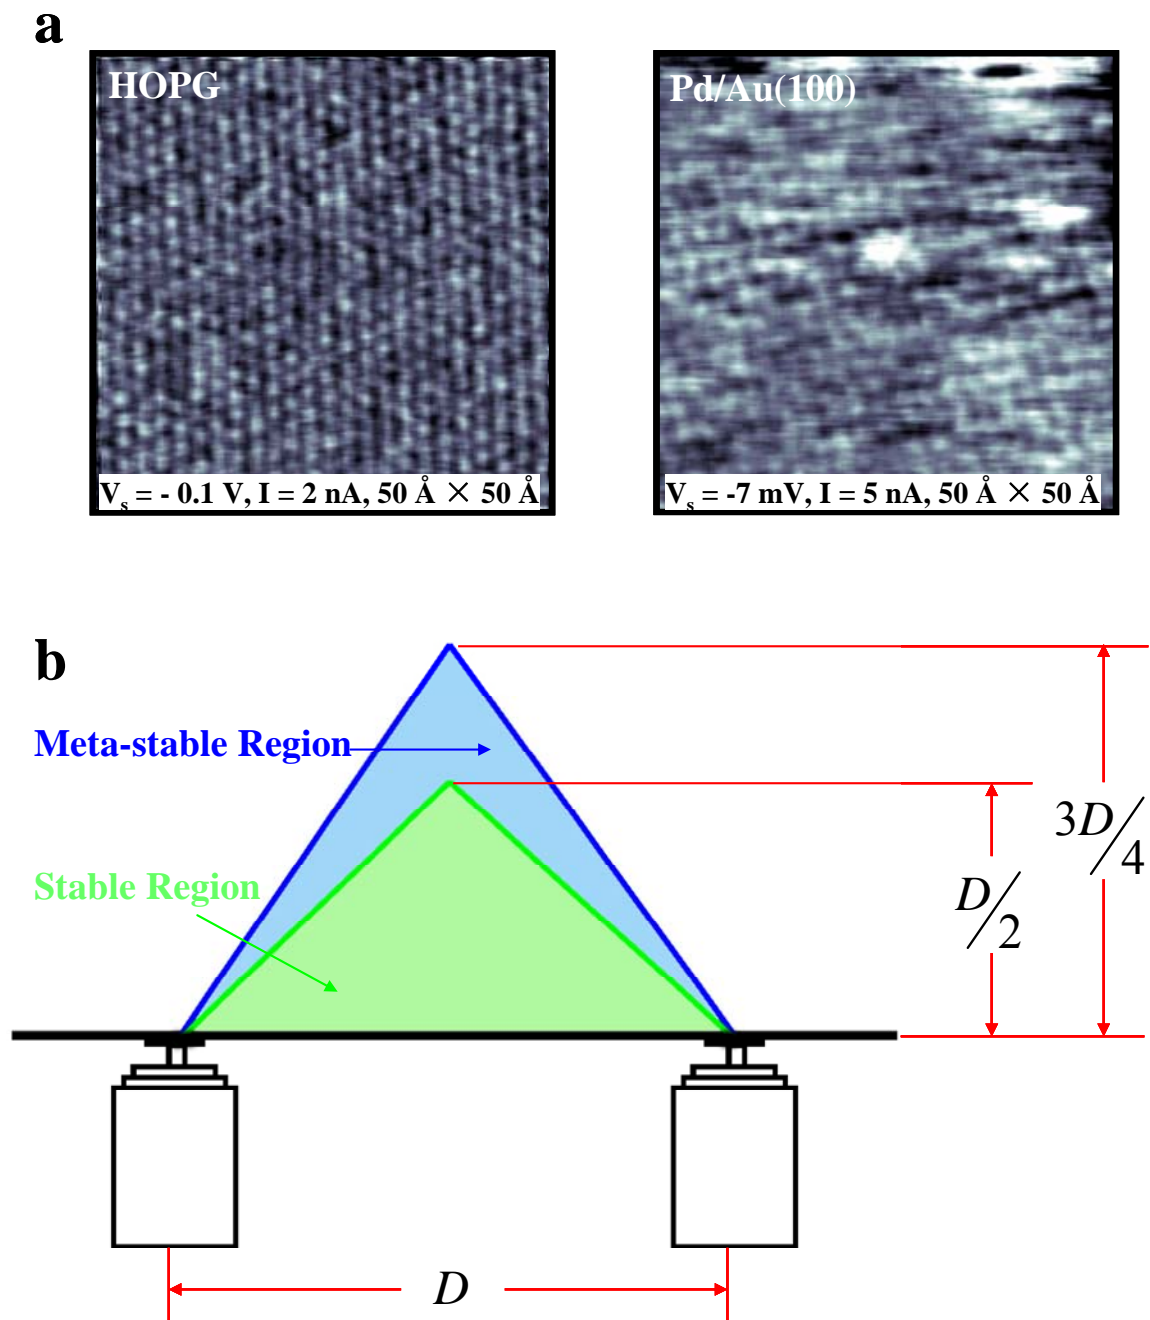 a
HOPG
Pd/Au(100)
Vs = - 0.1 V, I = 2 nA, 50 Å × 50 Å
Vs = -7 mV, I = 5 nA, 50 Å × 50 Å
b
Meta-stable Region
3D/4
Stable Region
D/2
D